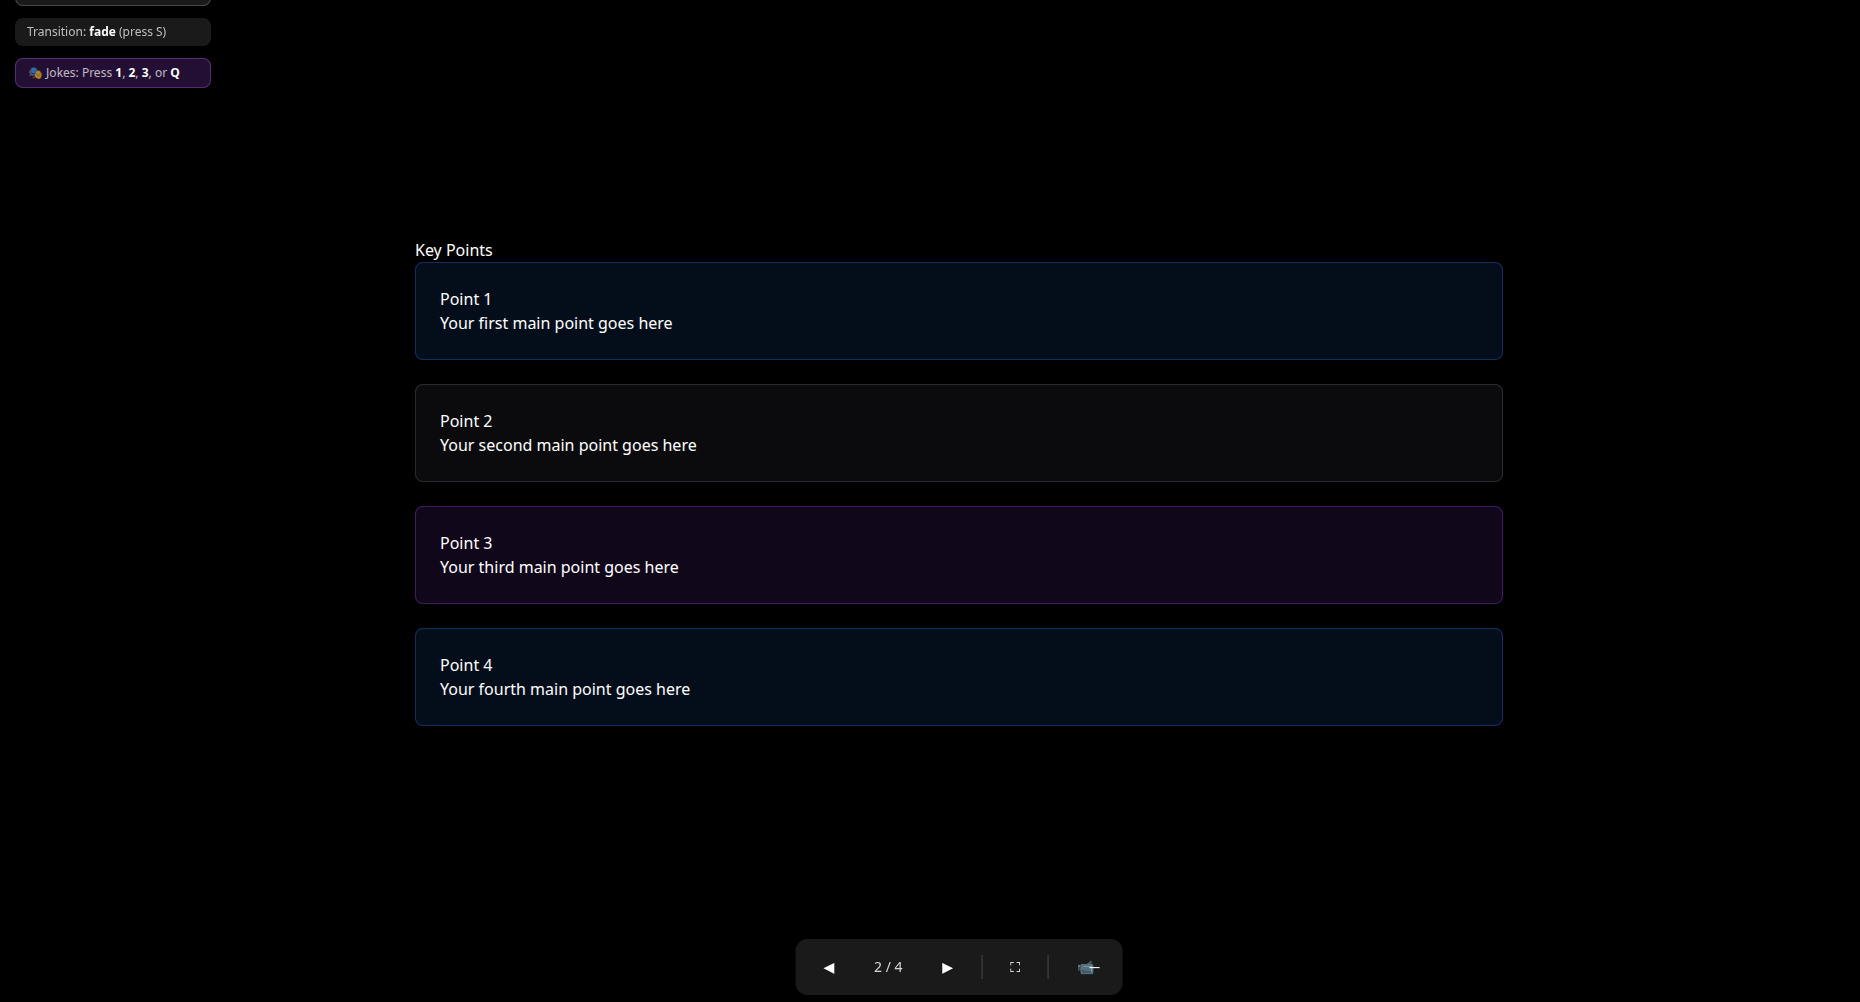 Transition: fade (press S)
🎭 Jokes: Press 1, 2, 3, or Q
Key Points
Point 1
Your first main point goes here
Point 2
Your second main point goes here
Point 3
Your third main point goes here
Point 4
Your fourth main point goes here
2 / 4